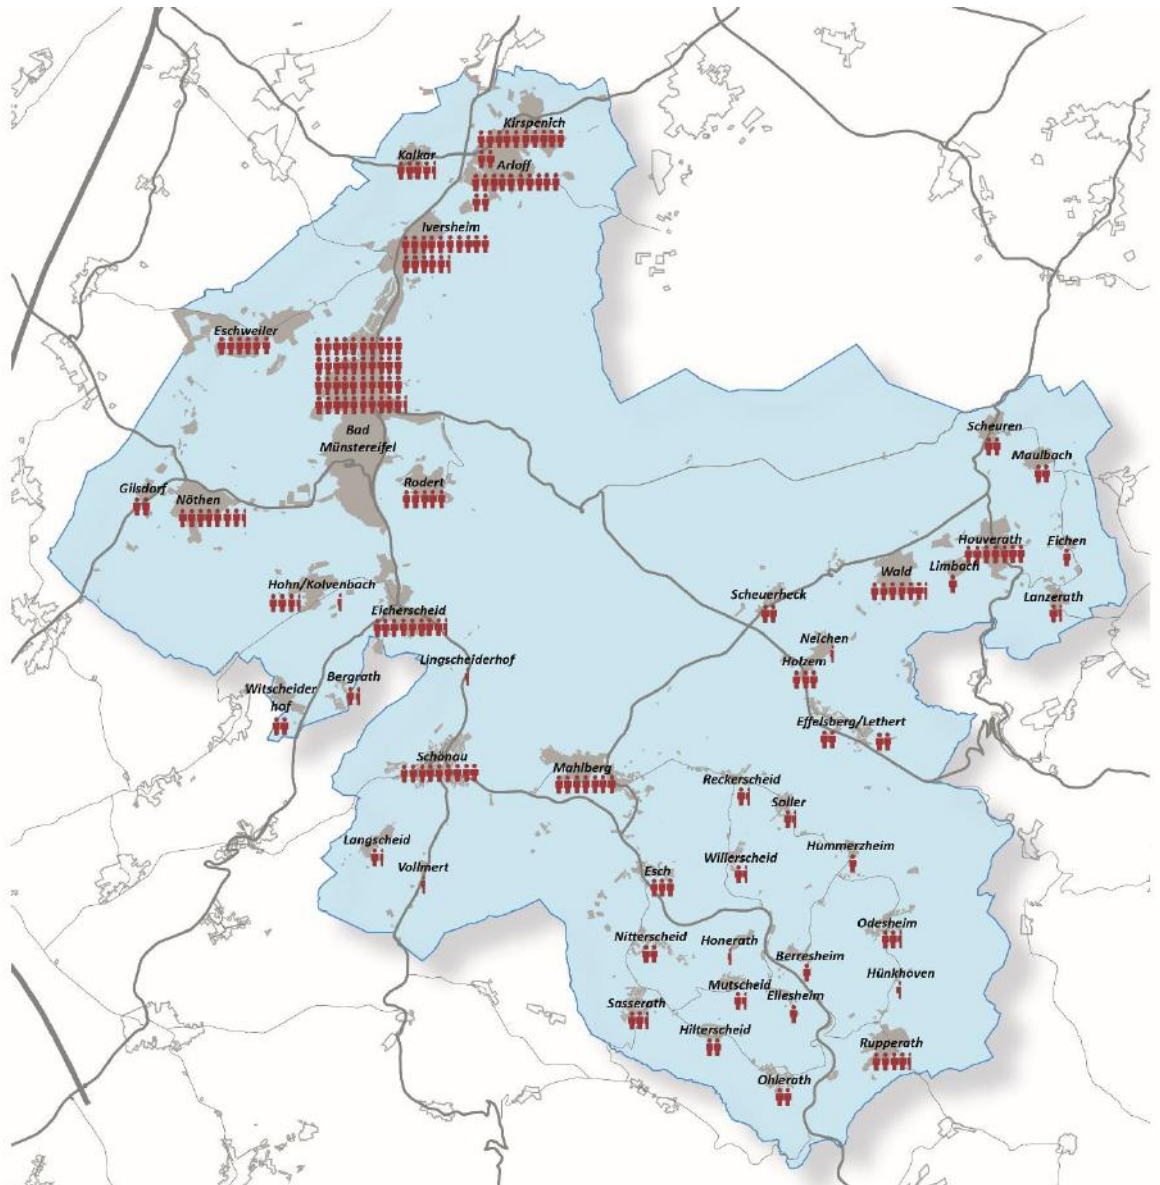 Kirspenich
Kalkar
Arloff
Iversheim
Eschweiler
Bad
Münstereifel
Scheuren
Maulbach
Rodert
Gilsdorf
Nöthen
Houverath
Eichen
Limbach
Wald
Hohn/Kolvenbach
Scheuerheck
Lanzerath
Eicherscheid
Neichen
Lingscheiderhof
Holzem
Bergrath
Witscheider
hof
Effelsberg/Lethert
Schönau
Mahlberg
Reckerscheid
Soller
Langscheid
Hummerzheim
Willerscheid
Vollmert
Esch
Odesheim
Nitterscheid
Honerath
Berresheim
Hünkhoven
Mutscheid
Ellesheim
Sasserath
Hilterscheid
Rupperath
Ohlerath